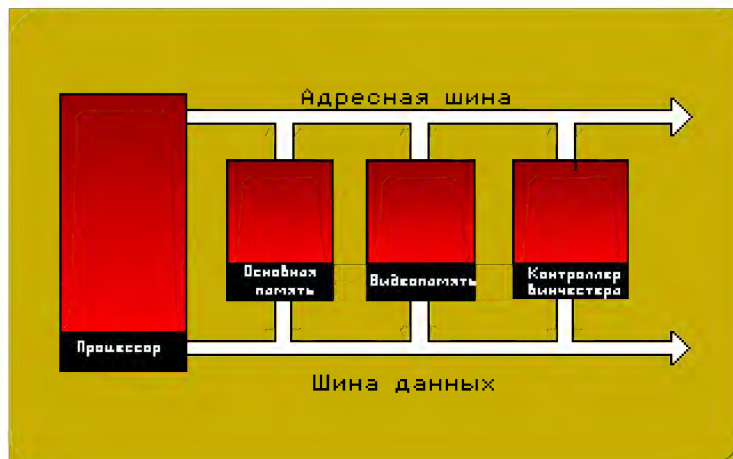 Адресная шина
Основная
память
Видеопамять
Контроллер
винчестера
Процессор
Шина данных